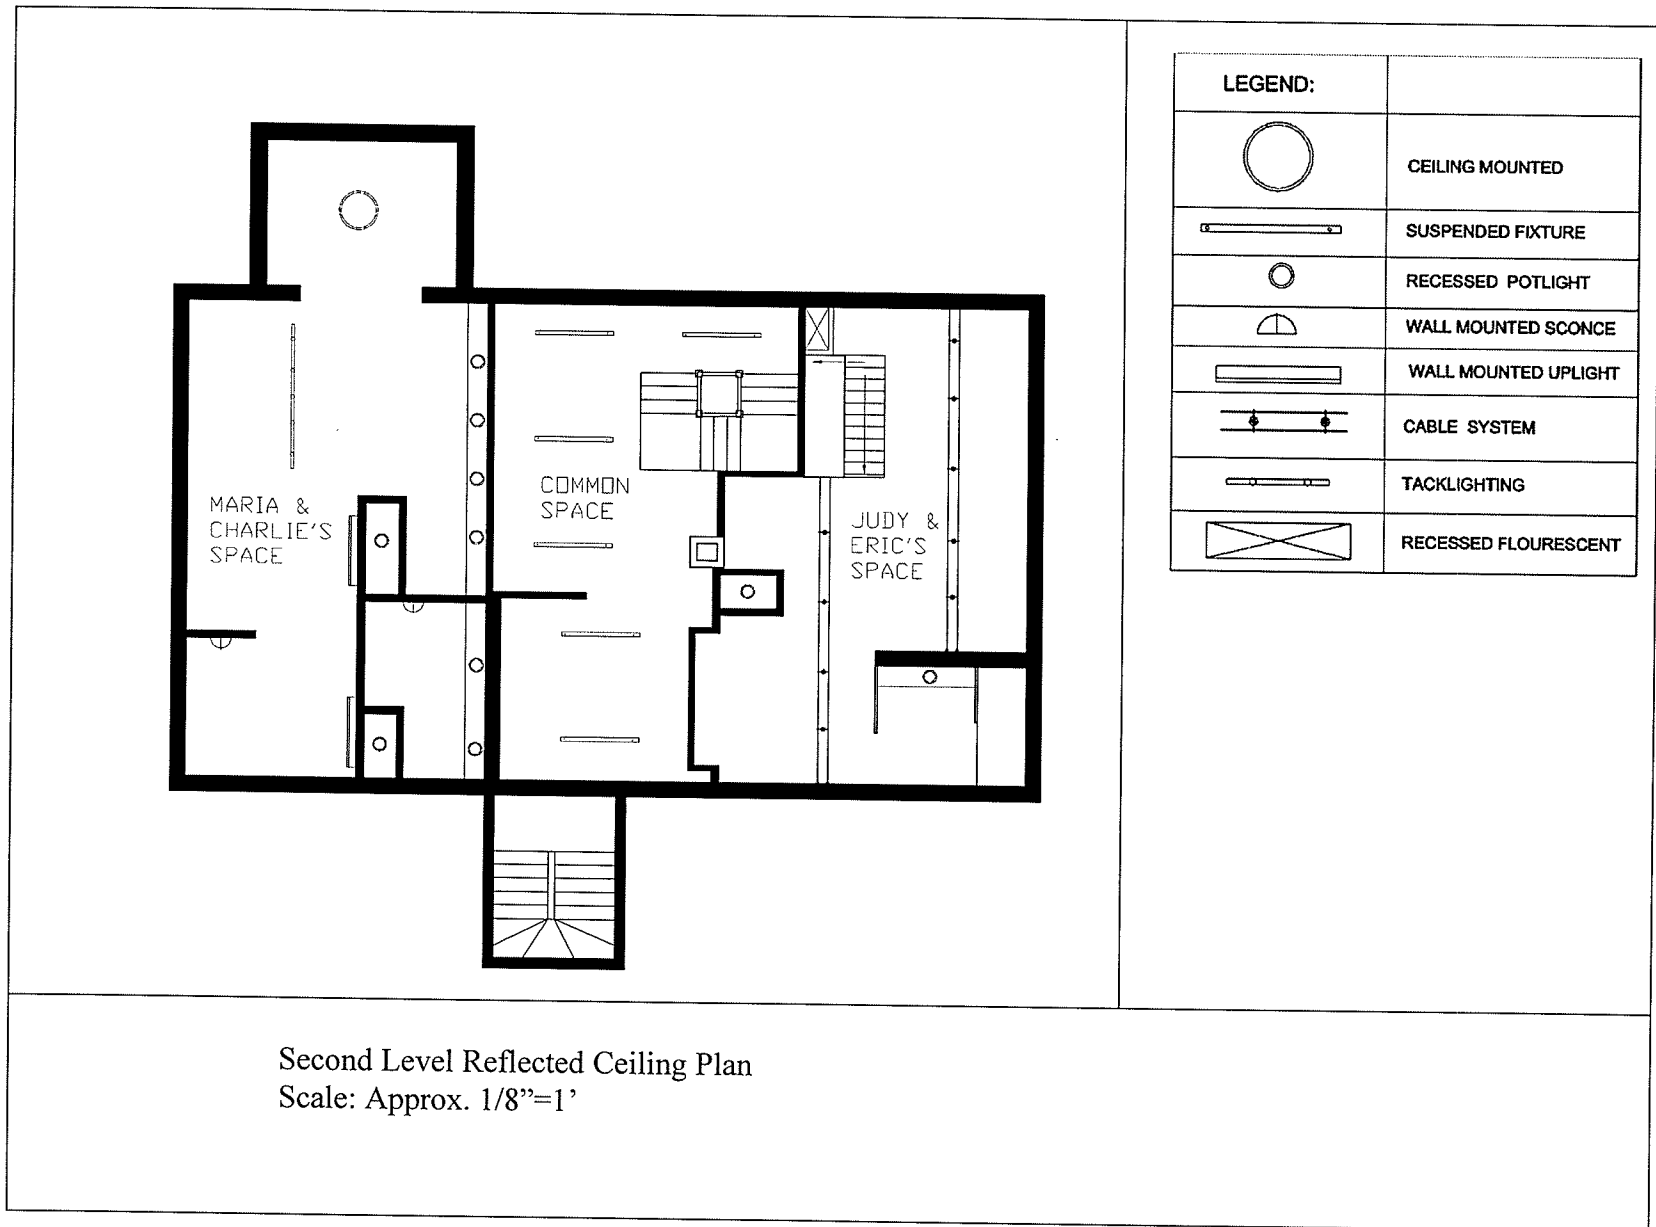 LEGEND:
CEILING MOUNTED
SUSPENDED FIXTURE
RECESSED POTLIGHT
WALL MOUNTED SCONCE
WALL MOUNTED UPLIGHT
CABLE SYSTEM
TACKLIGHTING
RECESSED FLOURESCENT
MARIA &
CHARLIE'S
SPACE
COMMON
SPACE
JUDY &
ERIC'S
SPACE
Second Level Reflected Ceiling Plan
Scale: Approx. 1/8”=1’